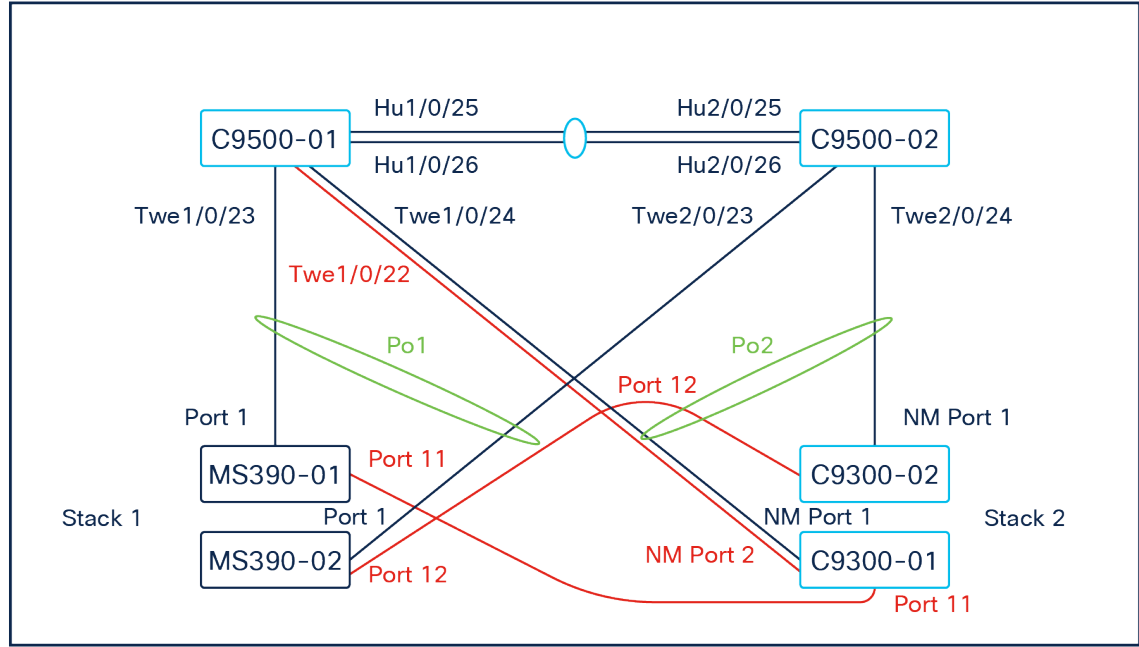 Hu1/0/25
Hu2/0/25
C9500-01
C9500-02
Hu1/0/26
Hu2/0/26
Twe1/0/23
Twe1/0/24
Twe2/0/23
Twe2/0/24
Twe1/0/22
Po1
Po2
Port 12
Port 1
NM Port 1
Port 11
MS390-01
C9300-02
Stack 1
Port 1
NM Port 1
Stack 2
MS390-02
NM Port 2
C9300-01
Port 12
Port 11